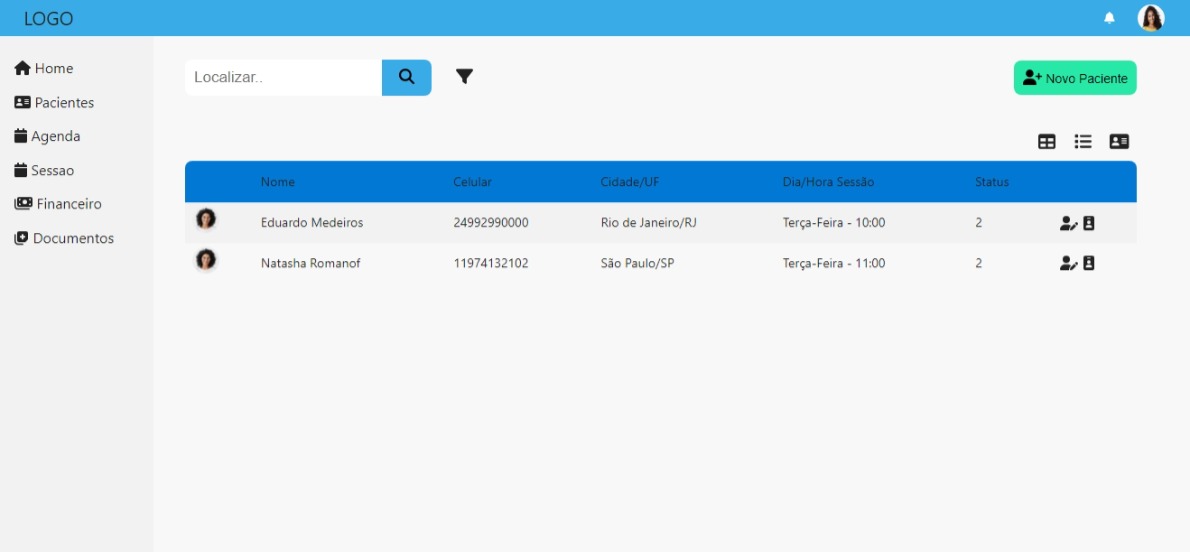 LOGO
Home
Pacientes
Agenda
Sessao
Financeiro
Documentos
Localizar..
Novo Paciente
Nome Celular Cidade/UF Dia/Hora Sessão Status
Eduardo Medeiros 24992990000 Rio de Janeiro/RJ Terça-Feira - 10:00 2
Natasha Romanof 11974132102 São Paulo/SP Terça-Feira - 11:00 2